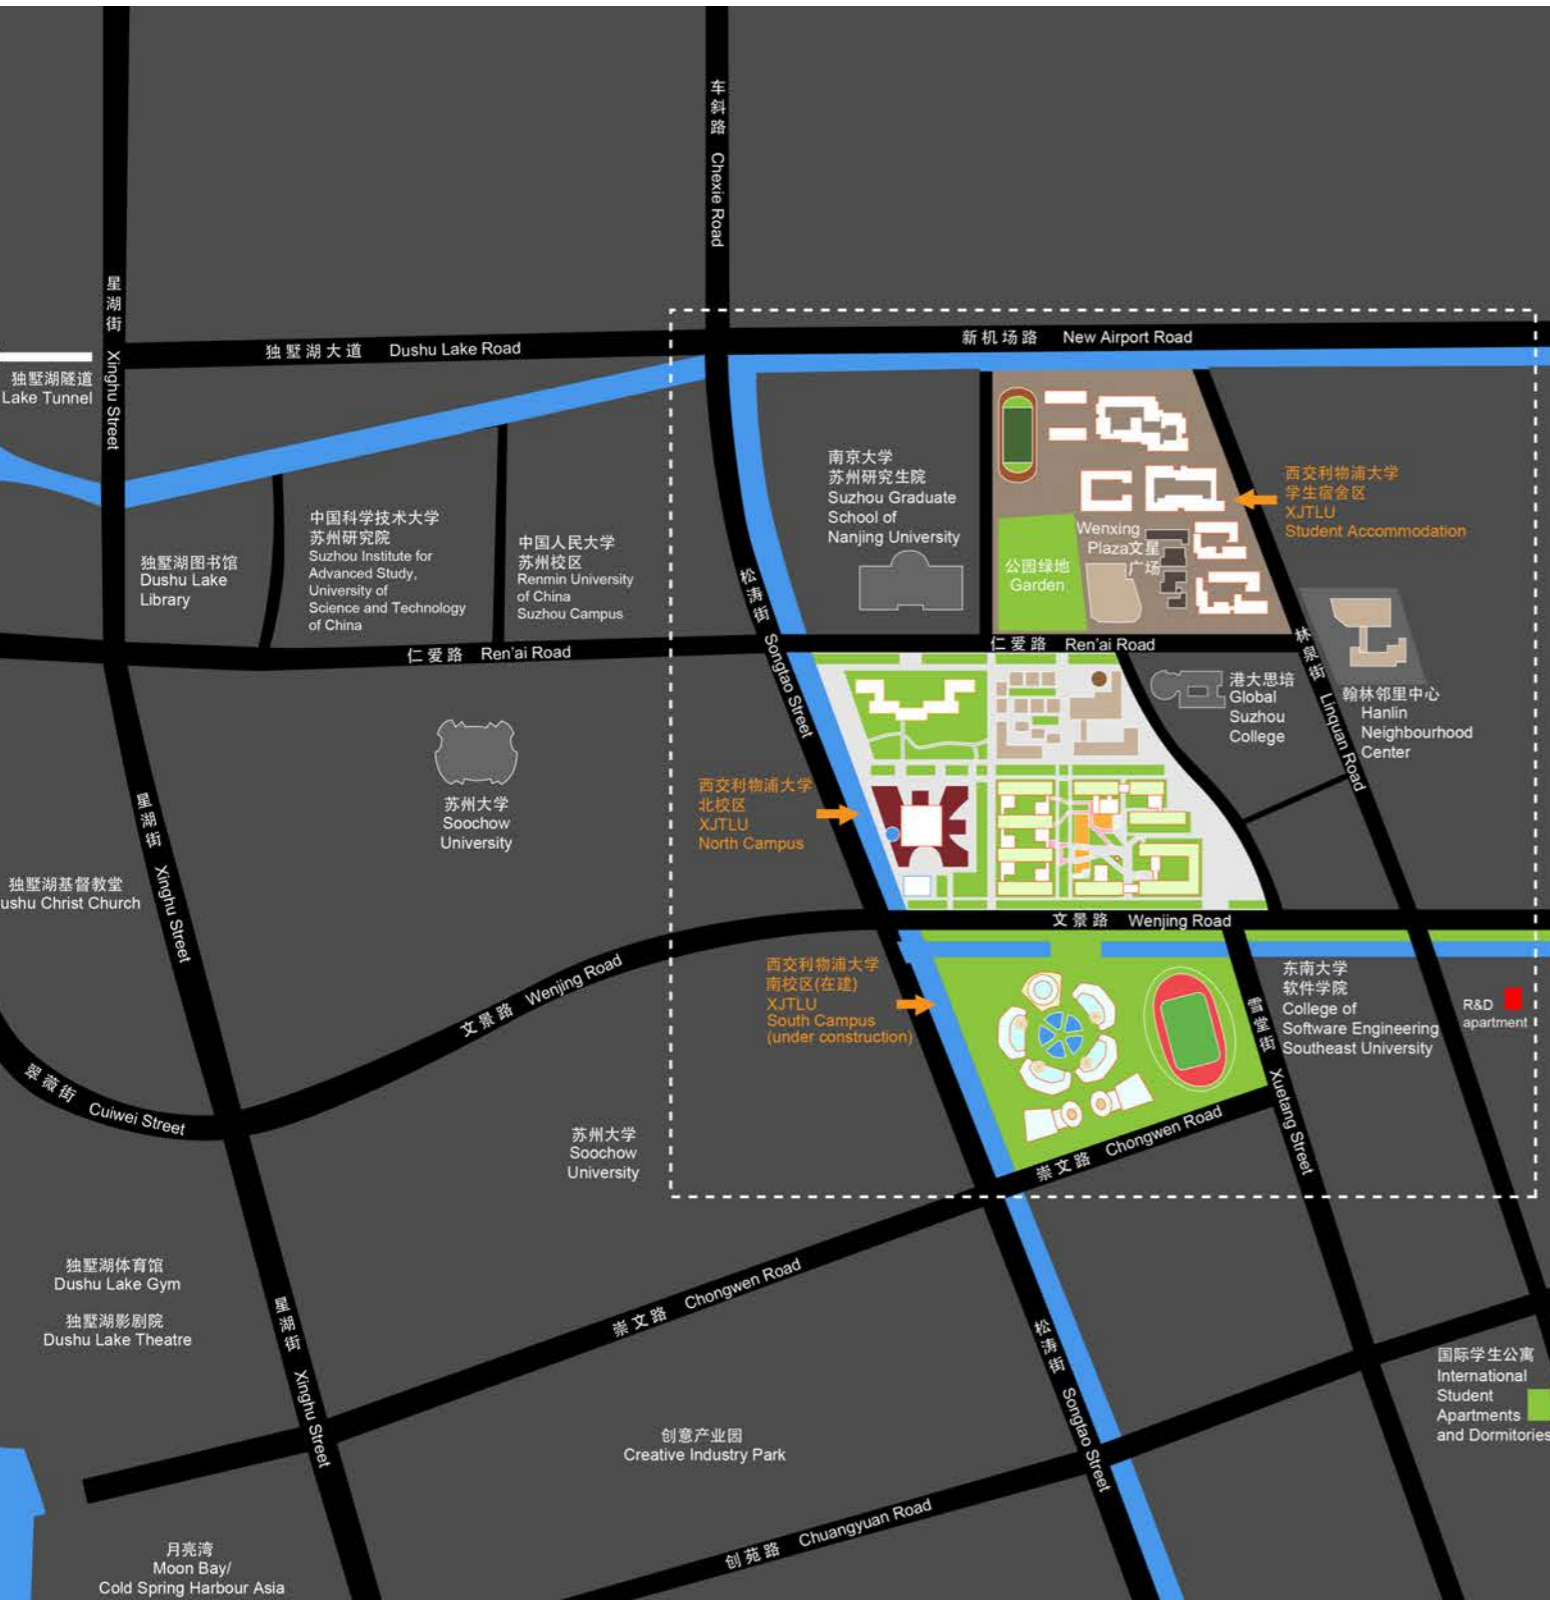 车斜路 Chexie Road
星湖街 Xinghu Street
独墅湖大道 Dushu Lake Road
新机场路 New Airport Road
独墅湖隧道
Lake Tunnel
南京大学
苏州研究生院
Suzhou Graduate
School of
Nanjing University
西交利物浦大学
学生宿舍区
XJTLU
Student Accommodation
Wenxing
Plaza文星
广场
公园绿地
Garden
独墅湖图书馆
Dushu Lake
Library
中国科学技术大学
苏州研究院
Suzhou Institute for
Advanced Study,
University of
Science and Technology
of China
中国人民大学
苏州校区
Renmin University
of China
Suzhou Campus
松涛街 Songtao Street
仁爱路 Ren'ai Road
仁爱路 Ren'ai Road
林泉街 Linquan Road
港大思培
Global
Suzhou
College
翰林邻里中心
Hanlin
Neighbourhood
Center
苏州大学
Soochow
University
西交利物浦大学
北校区
XJTLU
North Campus
星湖街 Xinghu Street
独墅湖基督教堂
ushu Christ Church
文景路 Wenjing Road
文景路 Wenjing Road
西交利物浦大学
南校区(在建)
XJTLU
South Campus
(under construction)
东南大学
软件学院
College of
Software Engineering
Southeast University
R&D
apartment
雪堂街 Xuetang Street
翠薇街 Cuiwei Street
崇文路 Chongwen Road
苏州大学
Soochow
University
独墅湖体育馆
Dushu Lake Gym
独墅湖影剧院
Dushu Lake Theatre
星湖街 Xinghu Street
崇文路 Chongwen Road
松涛街 Songtao Street
国际学生公寓
International
Student
Apartments
and Dormitories
创意产业园
Creative Industry Park
创苑路 Chuangyuan Road
月亮湾
Moon Bay/
Cold Spring Harbour Asia